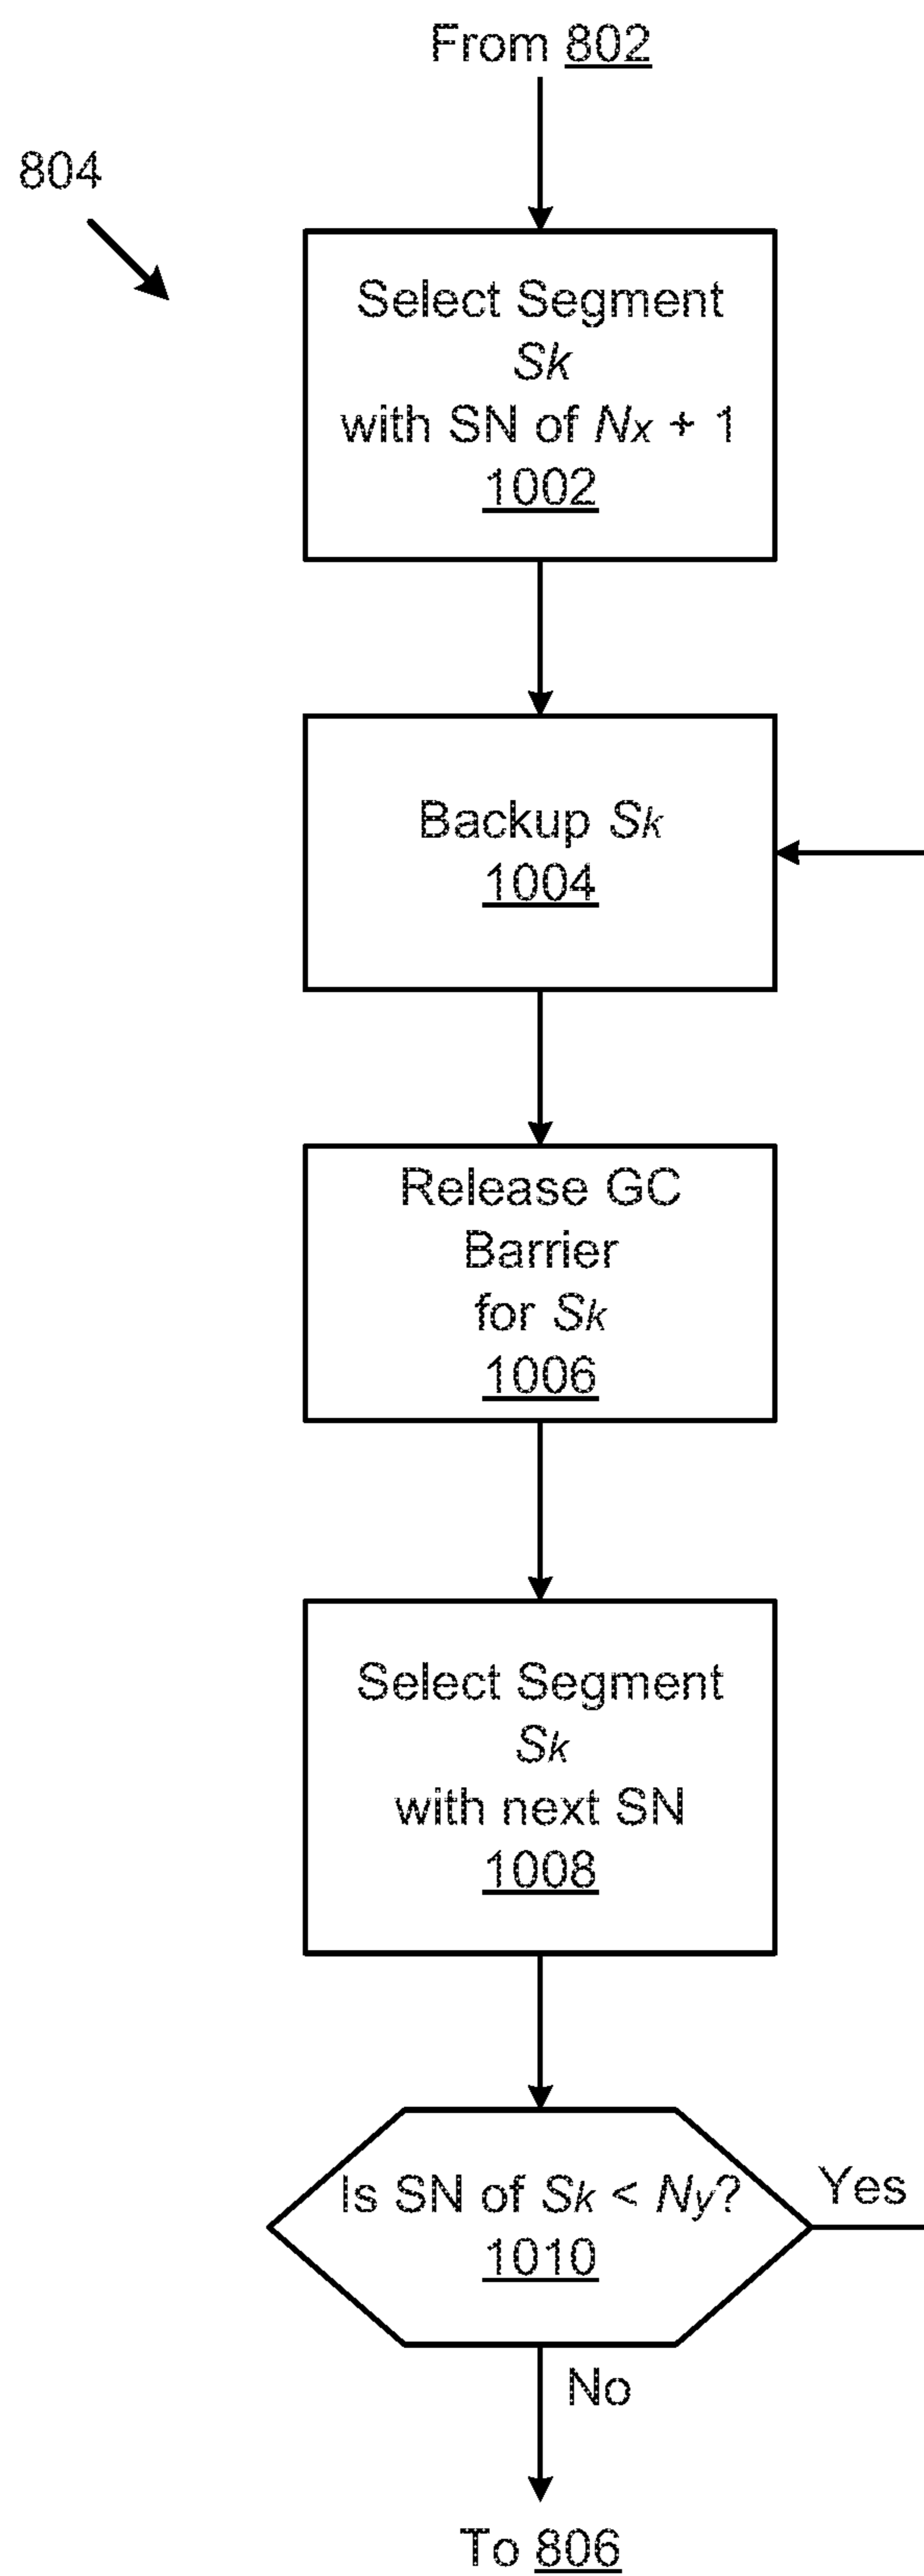 From 802
804
Select Segment
Sk
with SN of Nx + 1
1002
Backup Sk
1004
Release GC
Barrier
for Sk
1006
Select Segment
Sk
with next SN
1008
Is SN of Sk < Ny?
1010
Yes
No
To 806